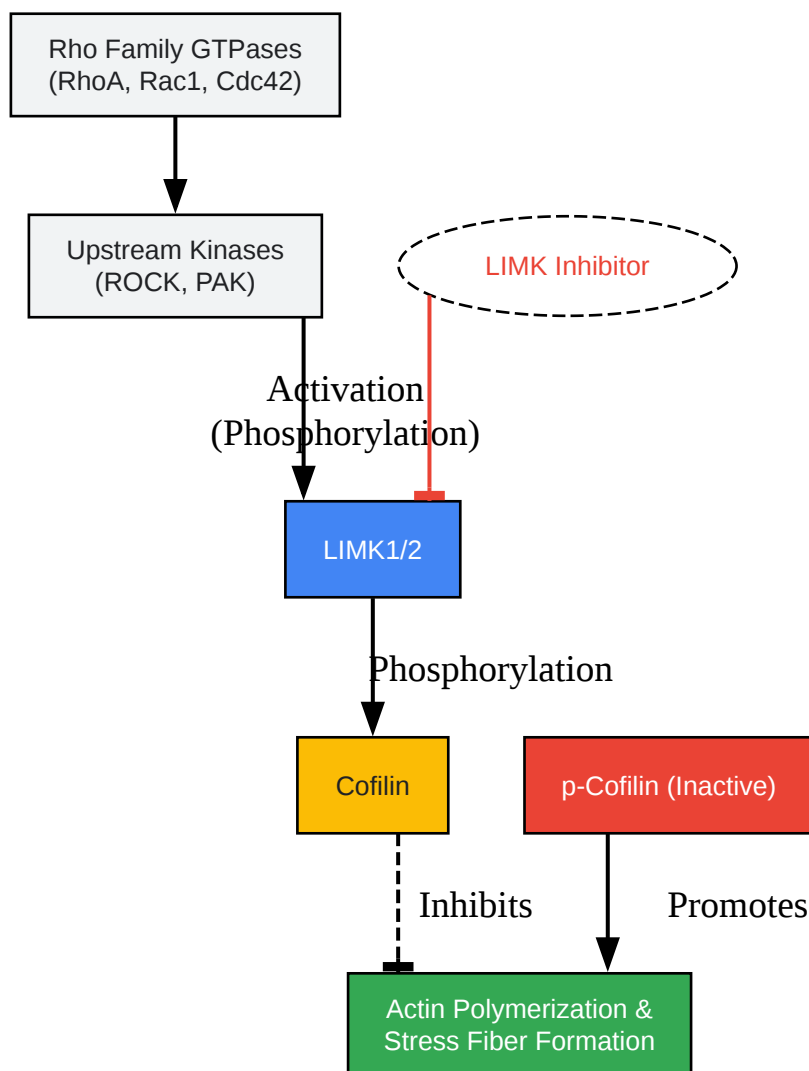 Rho Family GTPases
(RhoA, Rac1, Cdc42)
Upstream Kinases
(ROCK, PAK)
LIMK Inhibitor
Activation
(Phosphorylation)
LIMK1/2
Phosphorylation
Cofilin
p-Cofilin (Inactive)
Inhibits
Promotes
Actin Polymerization &
Stress Fiber Formation